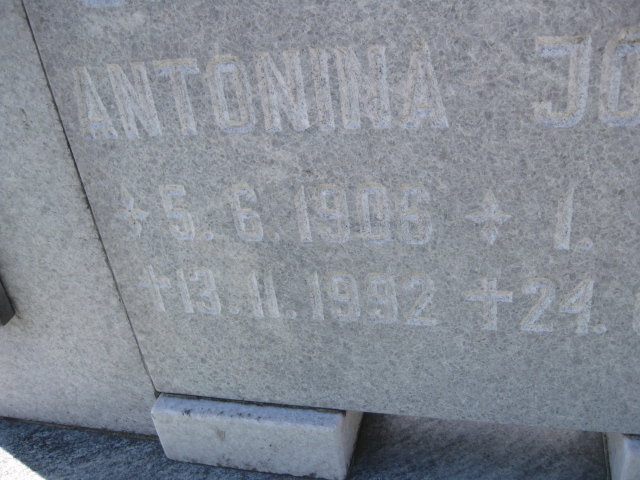 ANTONINA JO
✦ 5. 6. 1906 ✦ 1.
✝ 13. 11. 1992 ✝ 24.